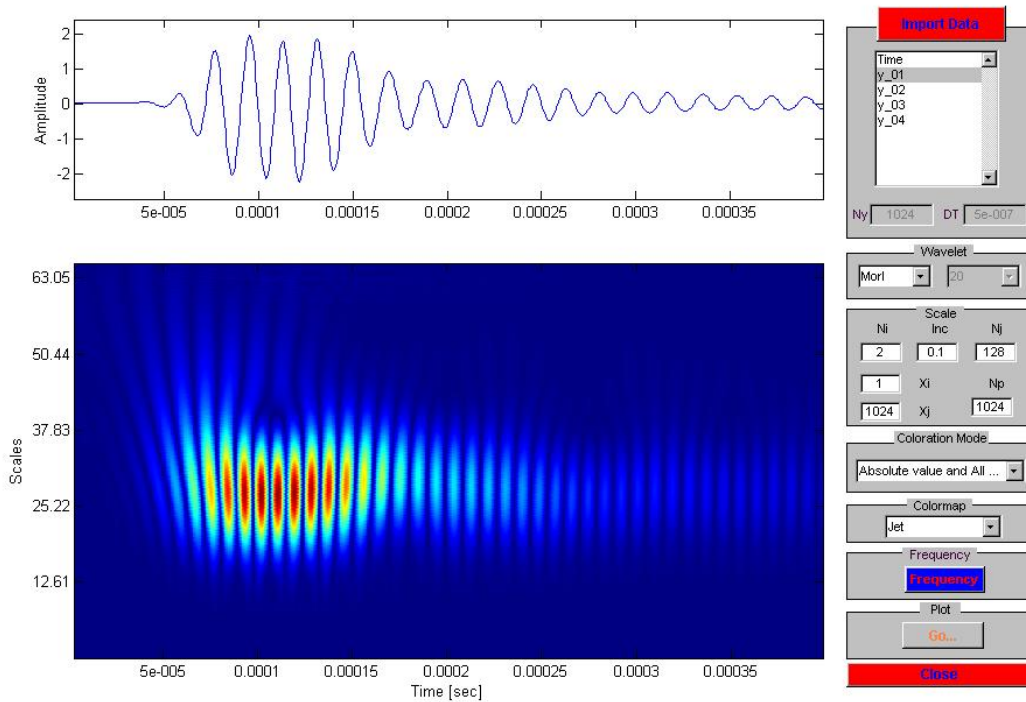 2
1
0
-1
-2
Amplitude
5e-005 0.0001 0.00015 0.0002 0.00025 0.0003 0.00035
63.05
50.44
37.83
25.22
12.61
Scales
5e-005 0.0001 0.00015 0.0002 0.00025 0.0003 0.00035
Time [sec]
Import Data
Time
y_01
y_02
y_03
y_04
Ny 1024 DT 5e-007
Wavelet
Morl 20
Scale
Ni Inc Nj
2 0.1 128
1 Xi Np
1024 Xj 1024
Coloration Mode
Absolute value and All ...
Colormap
Jet
Frequency
Frequency
Plot
Go...
Close